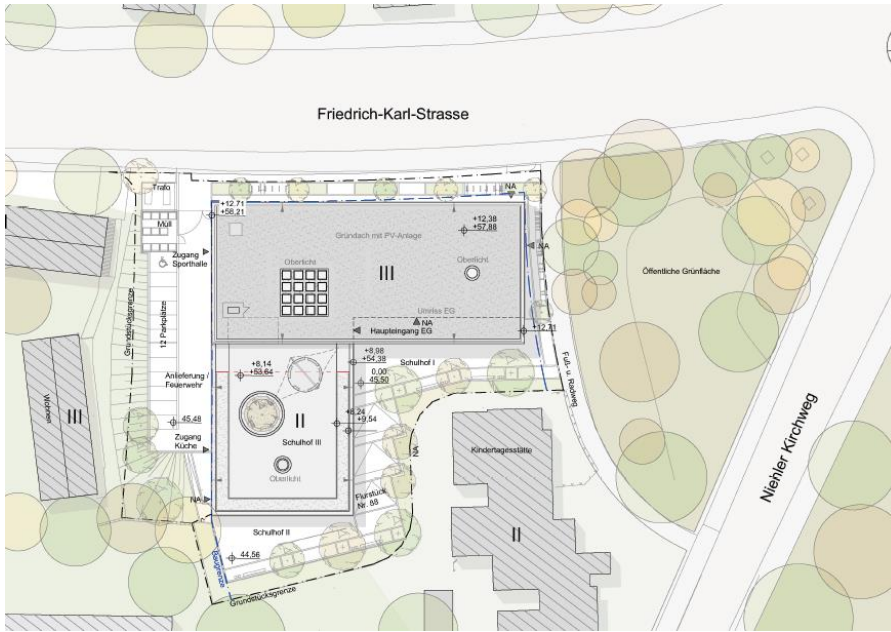 Friedrich-Karl-Strasse
Trafo
NA
+12.71
+58.21
+12,38
+57,88
Müll
Gründach mit PV-Anlage
NA
Zugang
Sporthalle
Oberlicht
III
Oberlicht
Öffentliche Grünfläche
Grundstücksgrenze
12 Parkplätze
Umriss EG
NA
Haupteingang EG
+12,71
+8,98
+54,38
Schulhof I
+8,14
+53,64
0,00
45,50
Anlieferung /
Feuerwehr
Fuß- u. Radweg
Wohnen
III
45,48
II
+9,54
Schulhof III
Zugang
Küche
NA
Kindertagesstätte
Niehler Kirchweg
Oberlicht
NA
Flurstück
Nr. 88
II
Schulhof II
44,56
Baugrenze
Grundstücksgrenze